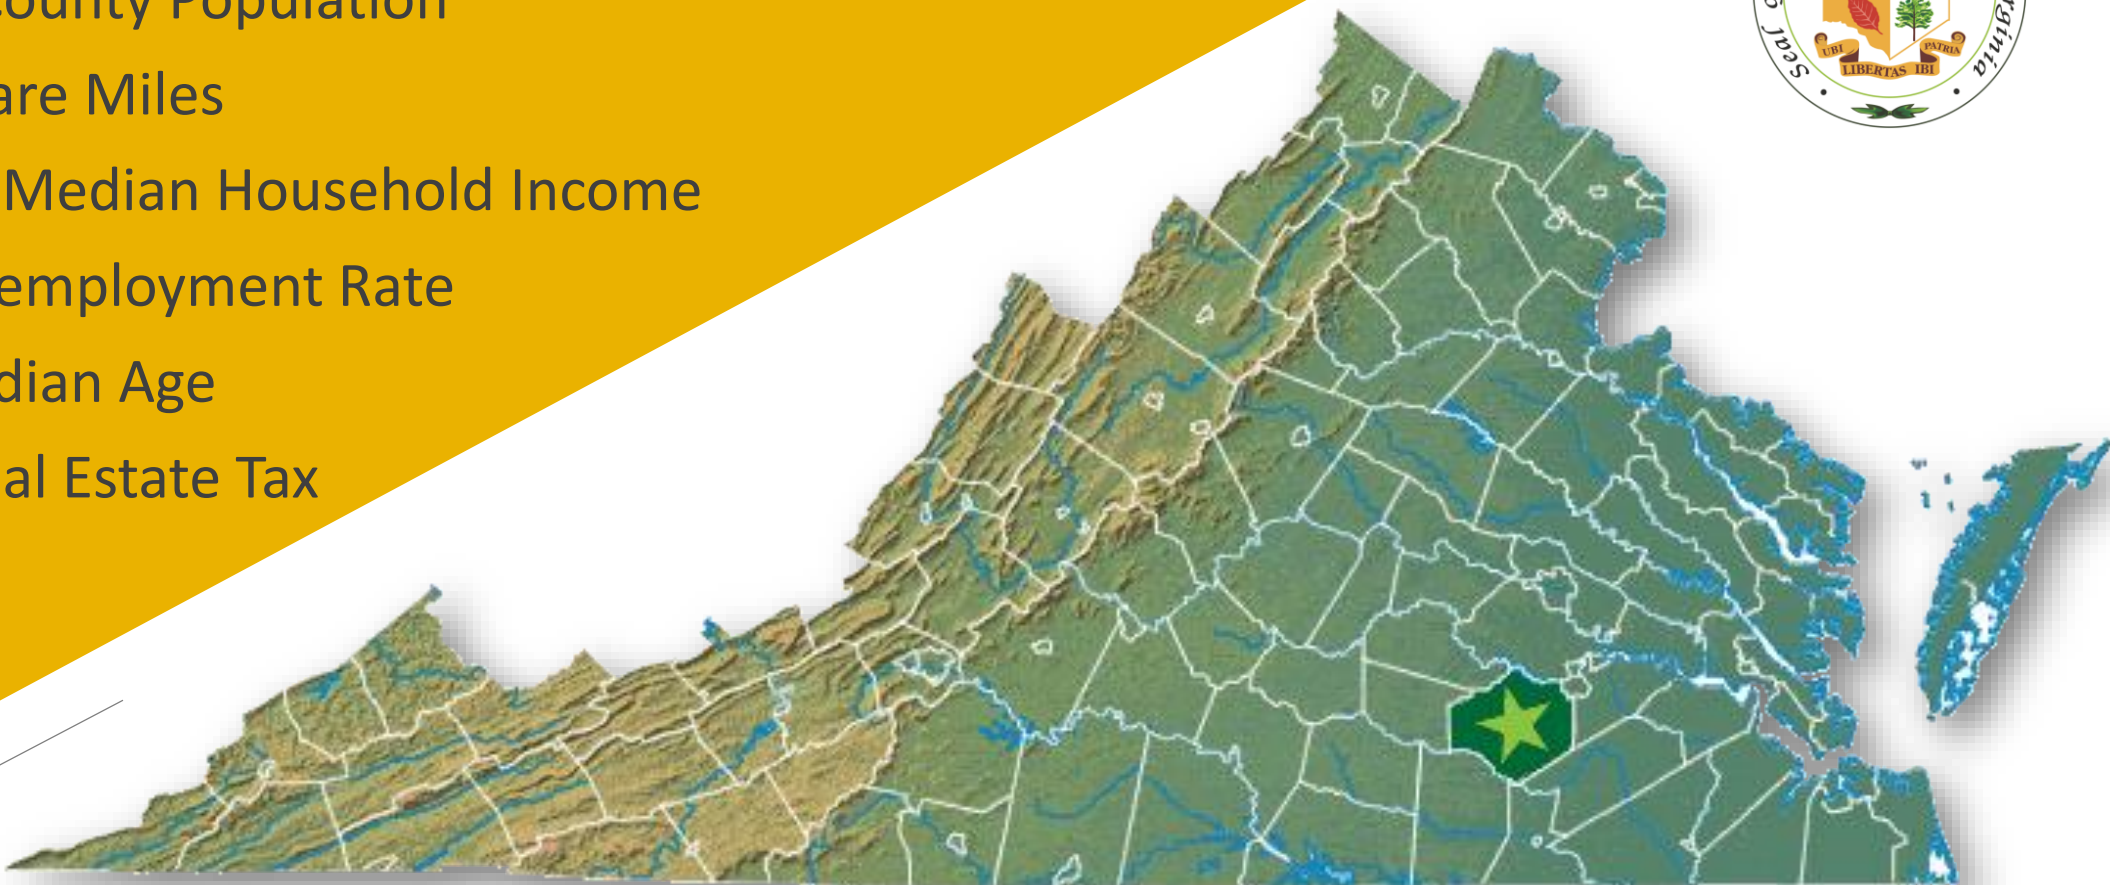 County Population
are Miles
Median Household Income
employment Rate
dian Age
al Estate Tax
Seal
rginia
UBI
LIBERTAS IBI
PATRIA